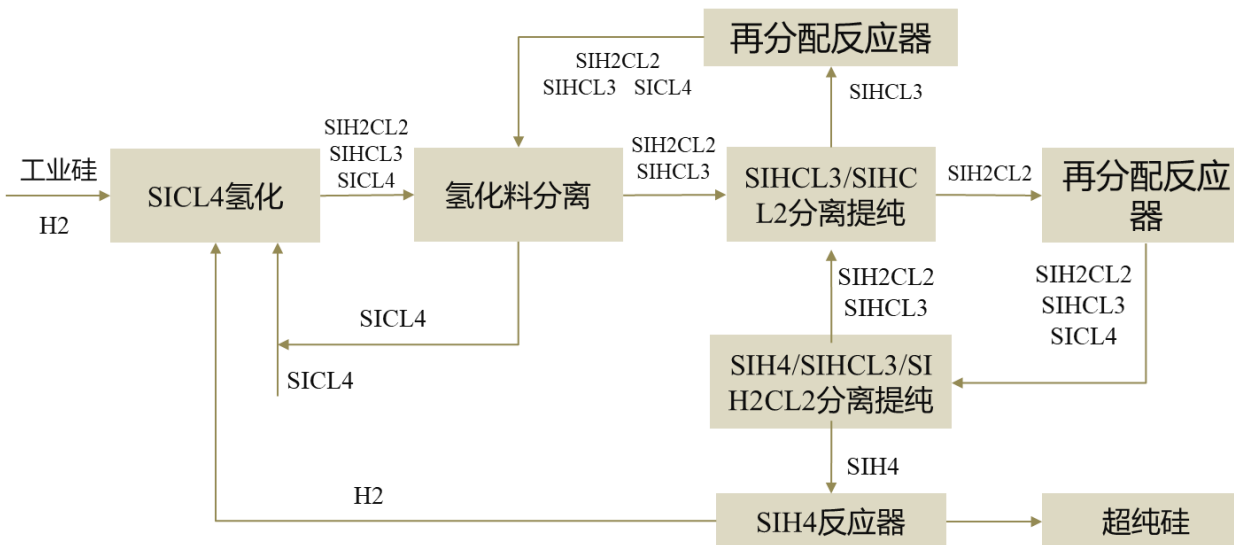 再分配反应器
SIH2CL2
SIHCL3 SICL4
SIHCL3
工业硅
H2
SICL4氢化
SIH2CL2
SIHCL3
SICL4
氢化料分离
SIH2CL2
SIHCL3
SIHCL3/SIHC
L2分离提纯
SIH2CL2
再分配反应
器
SICL4
SICL4
SIH2CL2
SIHCL3
SIH2CL2
SIHCL3
SICL4
SIH4/SIHCL3/SI
H2CL2分离提纯
SIH4
H2
SIH4反应器
超纯硅